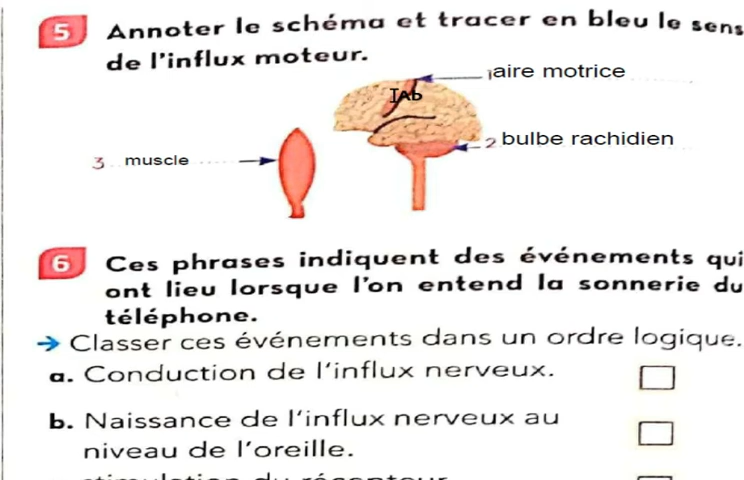 5 Annoter le schéma et tracer en bleu le sens
de l'influx moteur.
1 aire motrice
Ab
2 bulbe rachidien
3 muscle
6 Ces phrases indiquent des événements qui
ont lieu lorsque l'on entend la sonnerie du
téléphone.
→ Classer ces événements dans un ordre logique.
a. Conduction de l'influx nerveux.
b. Naissance de l'influx nerveux au
niveau de l'oreille.